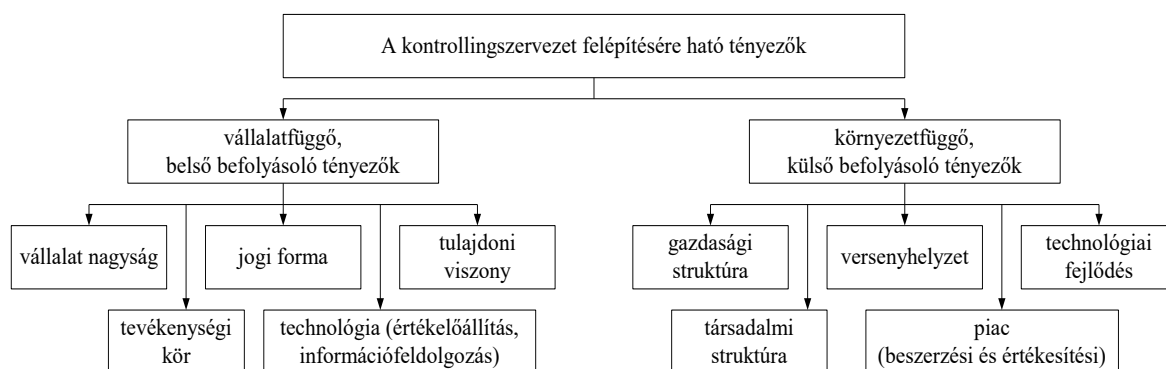 A kontrollingszervezet felépítésére ható tényezők
vállalatfüggő,
belső befolyásoló tényezők
környezetfüggő,
külső befolyásoló tényezők
vállalat nagyság
jogi forma
tulajdoni
viszony
gazdasági
struktúra
versenyhelyzet
technológiai
fejlődés
tevékenységi
kör
technológia (értékelőállítás,
információfeldolgozás)
társadalmi
struktúra
piac
(beszerzési és értékesítési)